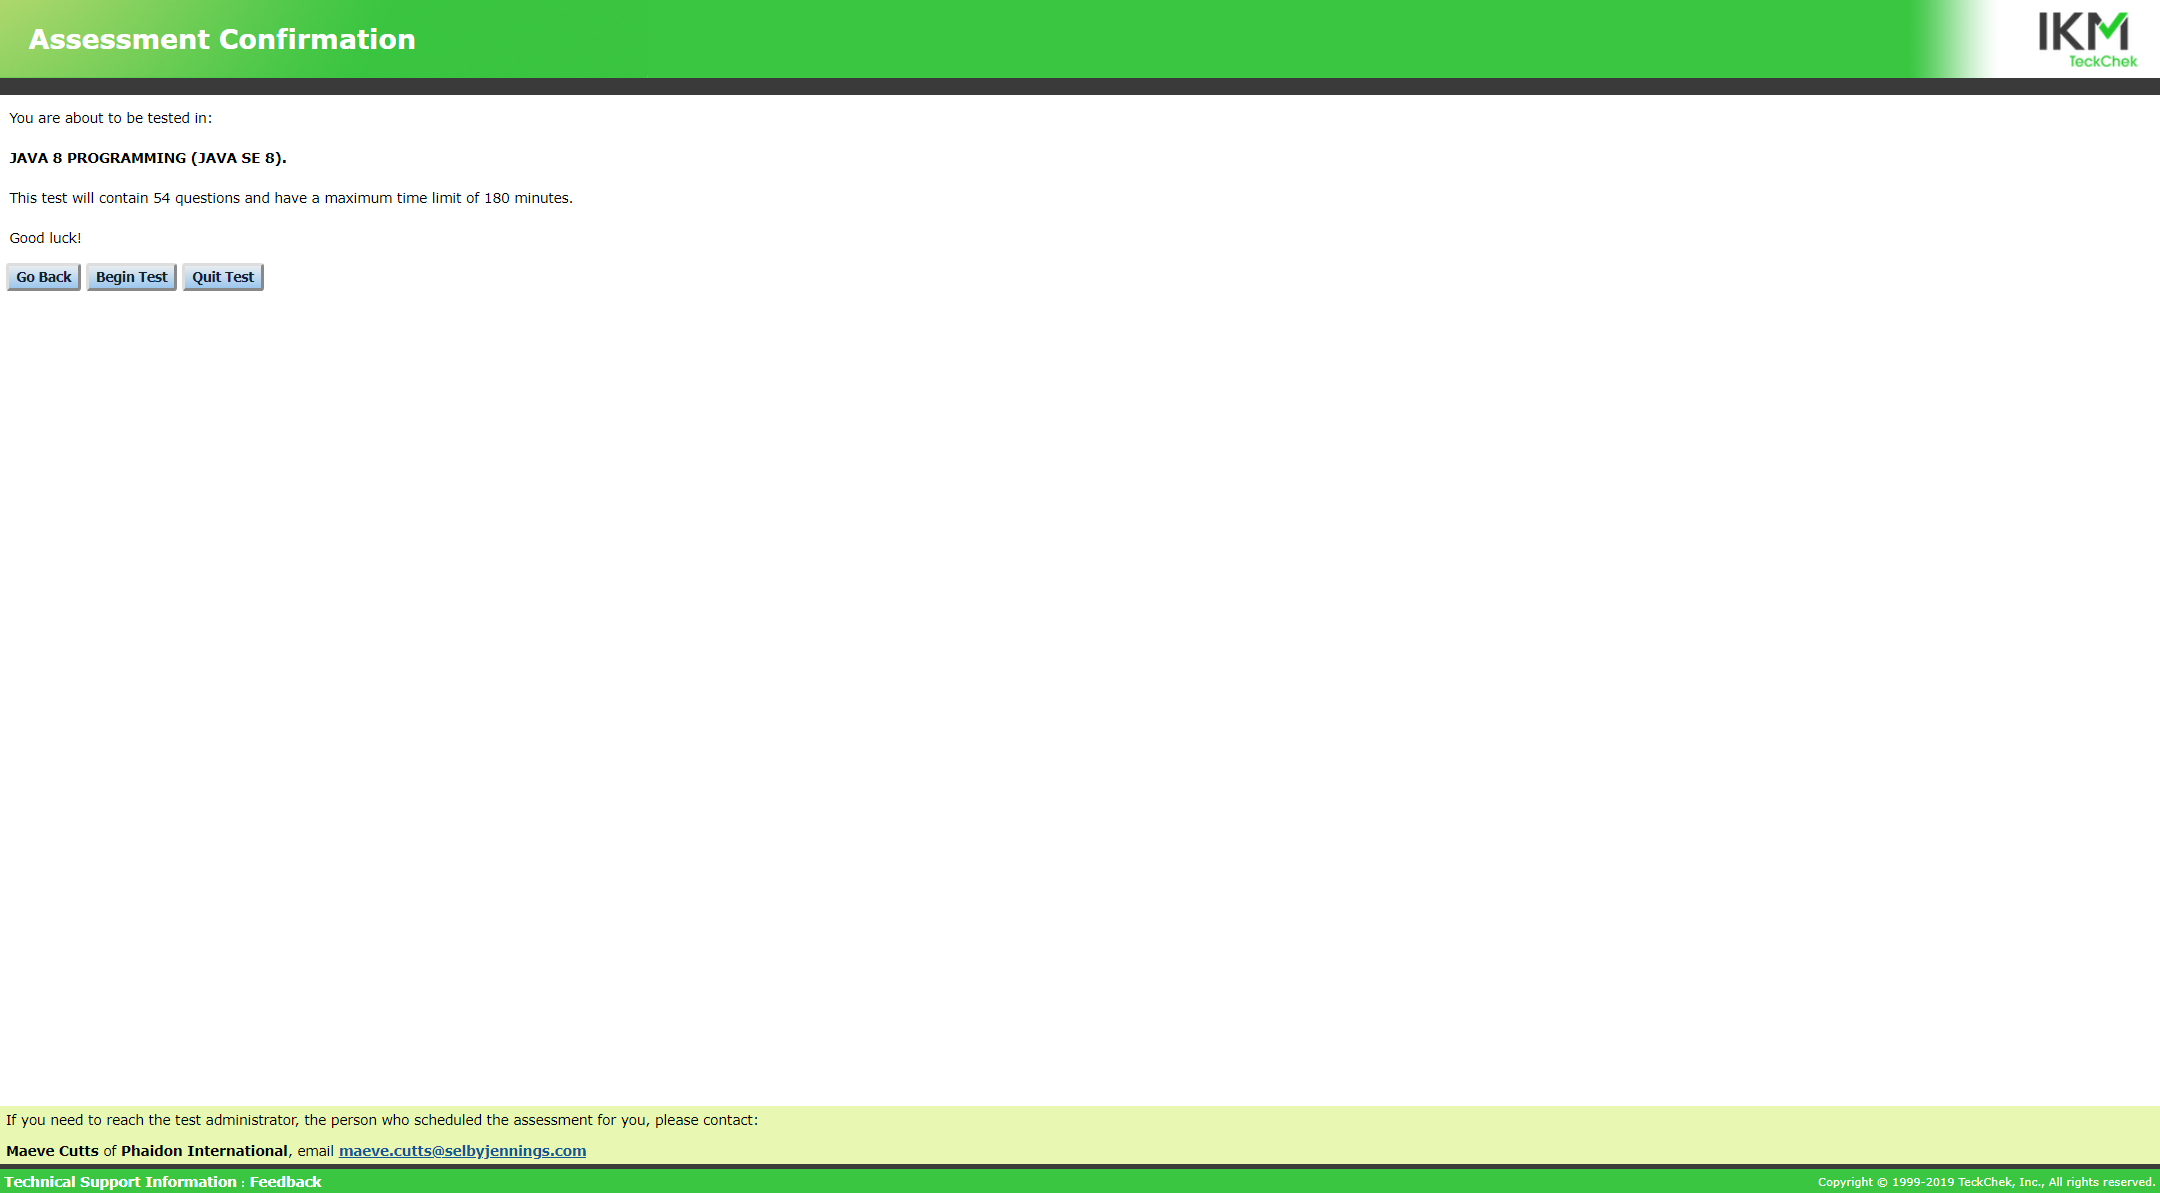 Assessment Confirmation
IKM
TeckChek
You are about to be tested in:
JAVA 8 PROGRAMMING (JAVA SE 8).
This test will contain 54 questions and have a maximum time limit of 180 minutes.
Good luck!
Go Back Begin Test Quit Test
If you need to reach the test administrator, the person who scheduled the assessment for you, please contact:
Maeve Cutts of Phaidon International, email maeve.cutts@selbyjennings.com
Technical Support Information : Feedback
Copyright © 1999-2019 TeckChek, Inc., All rights reserved.